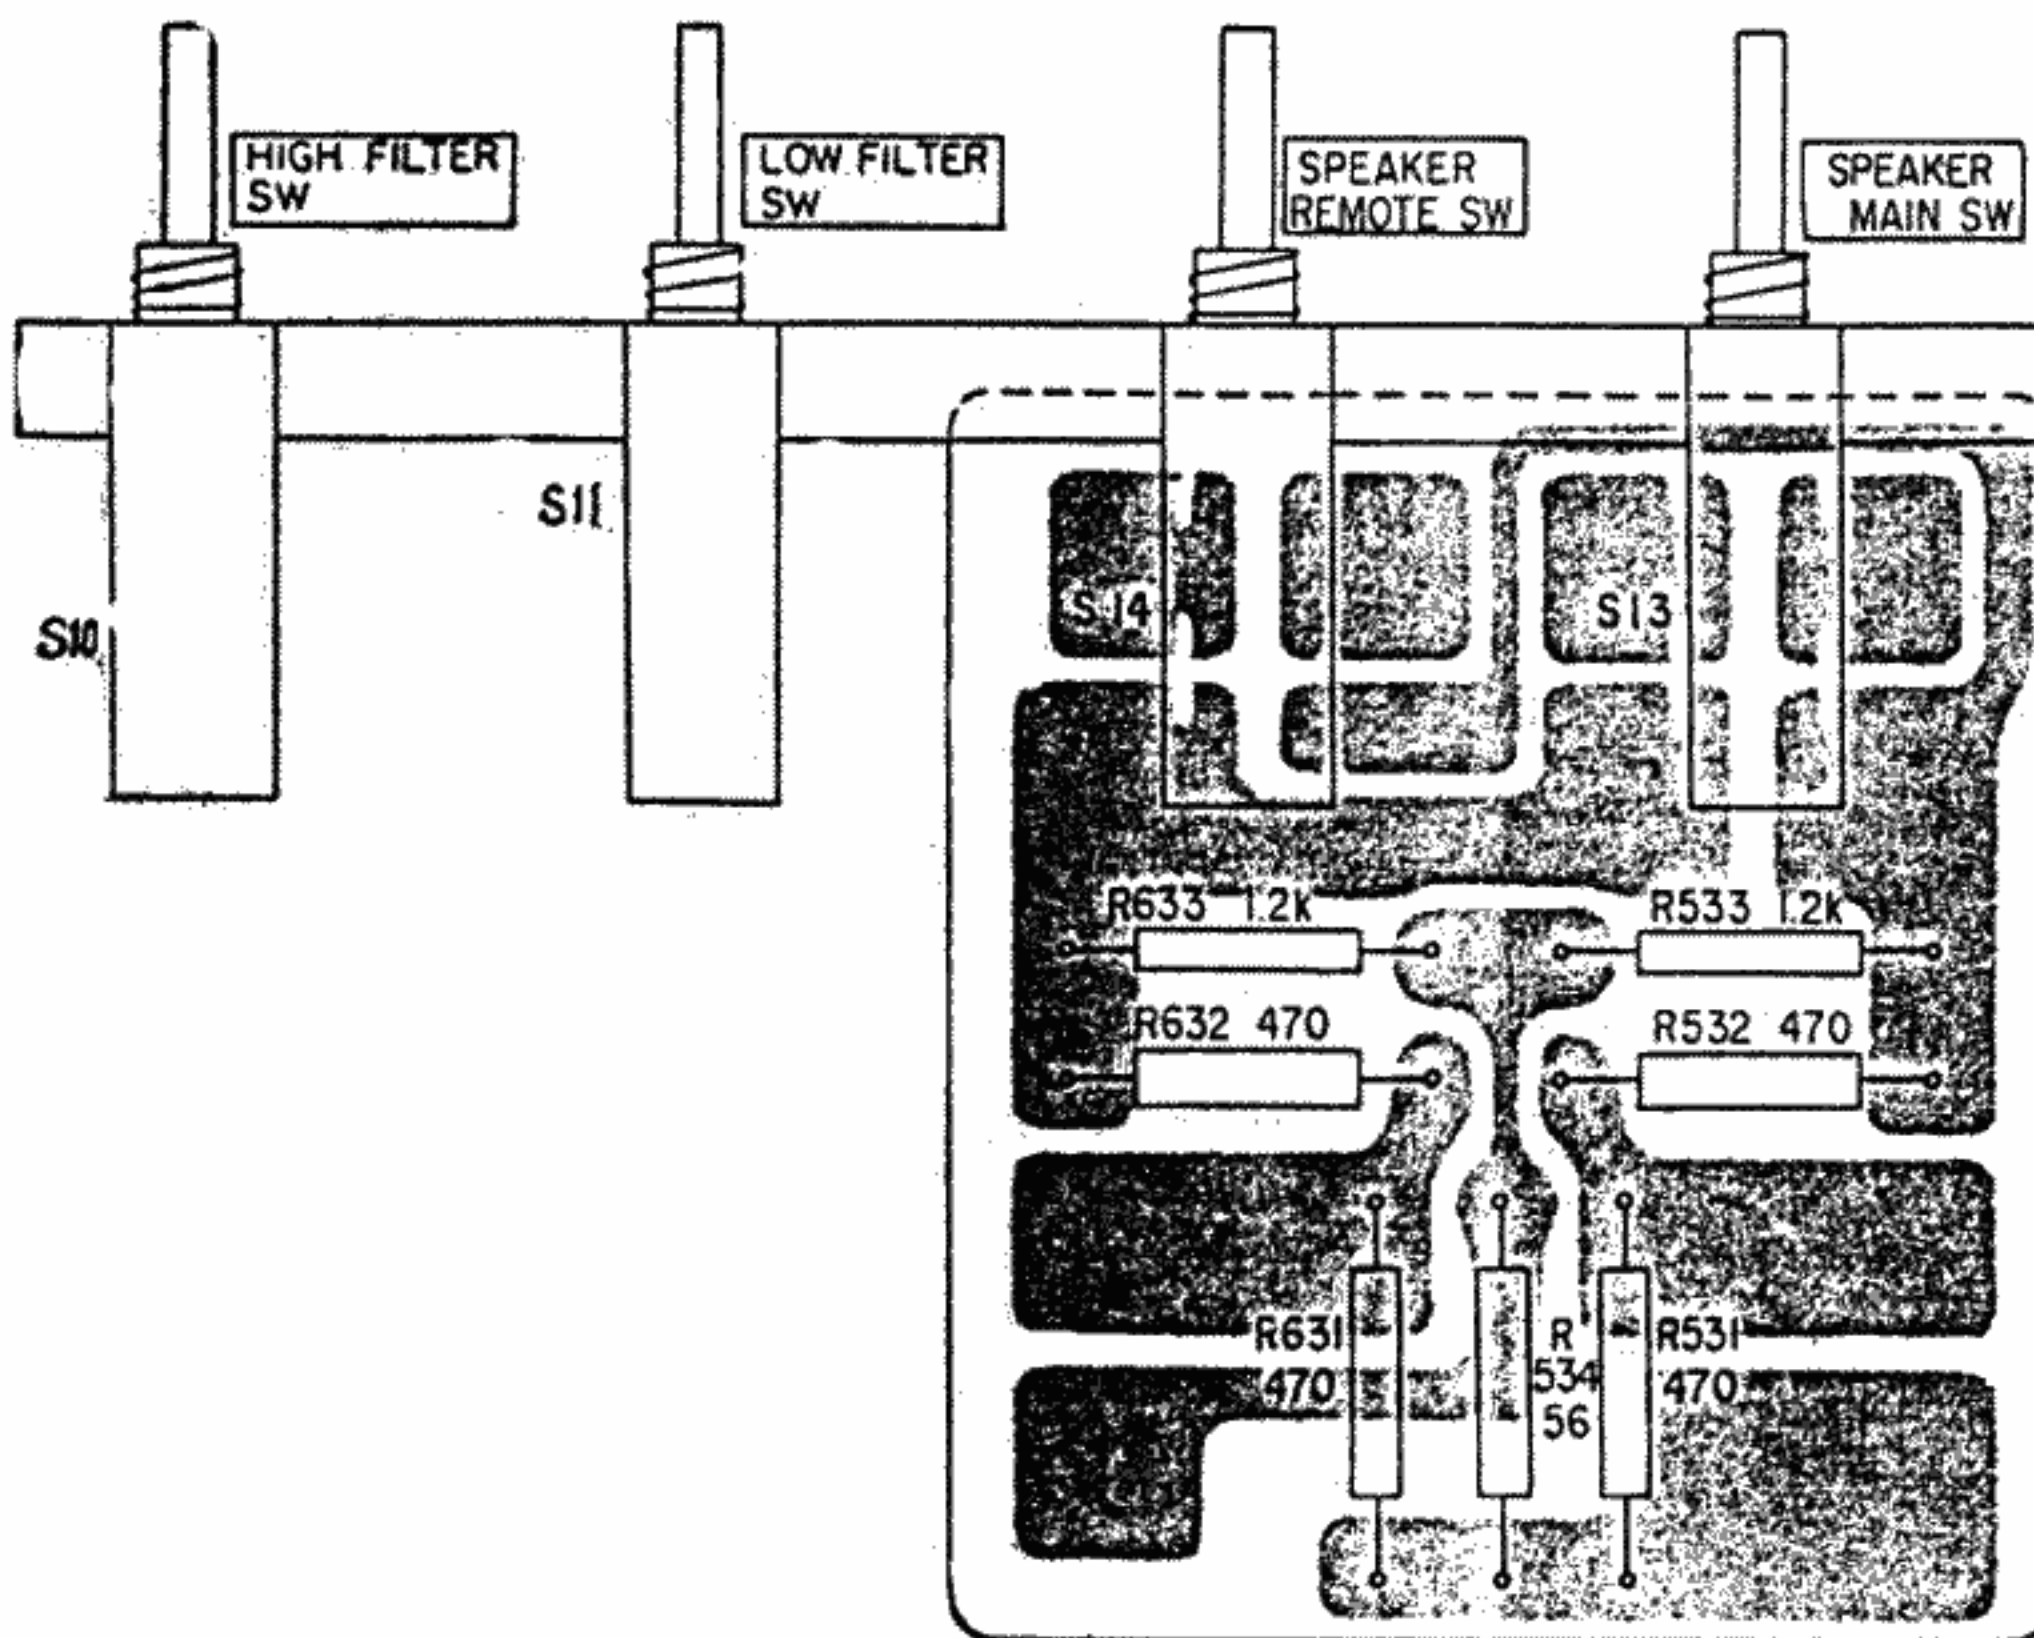 HIGH FILTER
SW
LOW FILTER
SW
SPEAKER
REMOTE SW
SPEAKER
MAIN SW
S11
S10
S14
S13
R633 1.2k
R533 1.2k
R632 470
R532 470
R631
470
R
534
56
R531
470